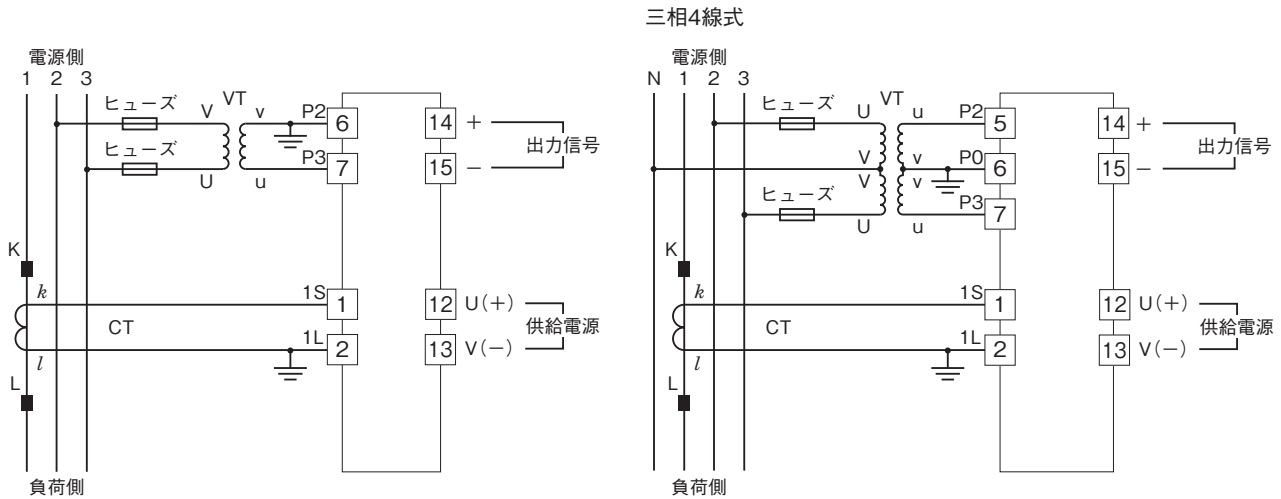 電源側
1 2 3
ヒューズ V VT v P2 6
ヒューズ U u P3 7
14 +
15 −
出力信号
K
k 1S 1
CT
l 1L 2
L
12 U(+)
13 V(−)
供給電源
負荷側
三相4線式
電源側
N 1 2 3
ヒューズ U VT u P2 5
V v P0 6
V v
ヒューズ U u P3 7
14 +
15 −
出力信号
K
k 1S 1
CT
l 1L 2
L
12 U(+)
13 V(−)
供給電源
負荷側